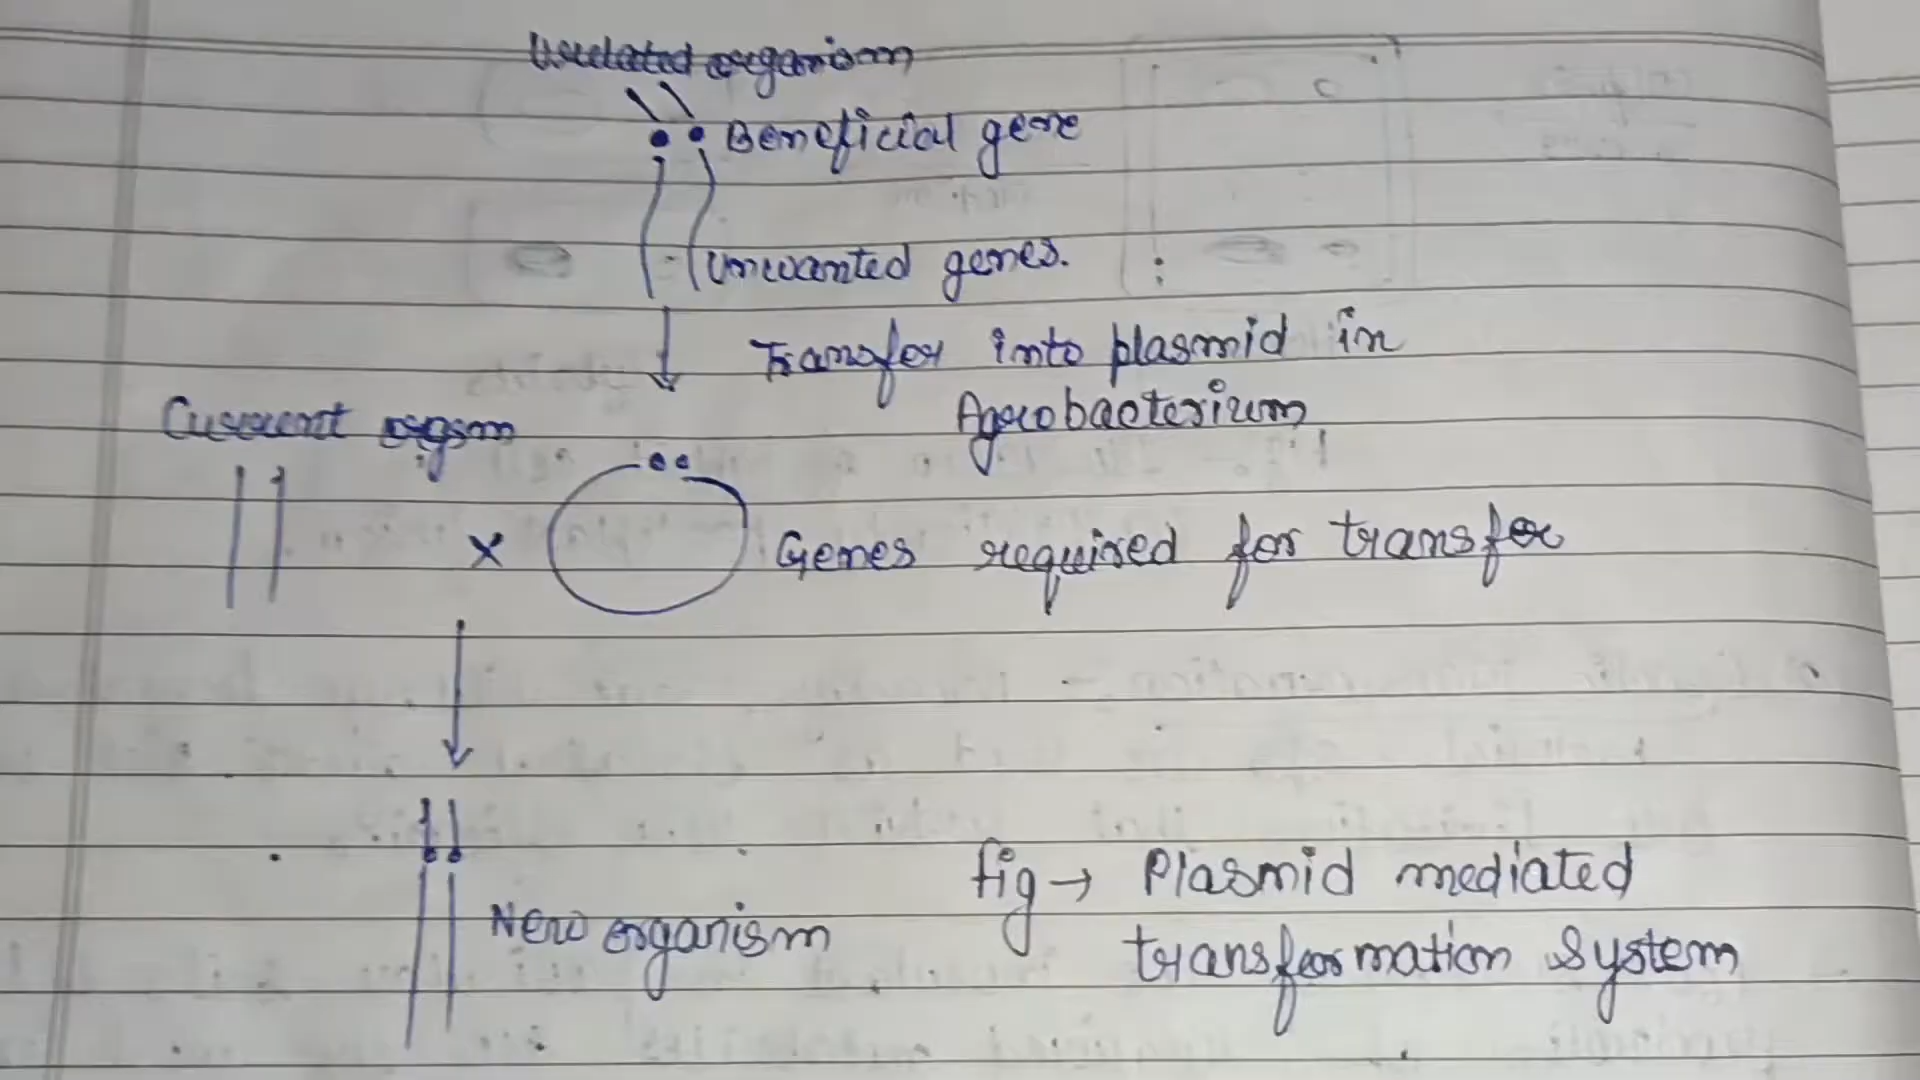 organism
Beneficial gene
Unwanted genes.
Transfer into plasmid in
Agrobacterium
Current orgsm
x
Genes required for transfer
New organism
fig → Plasmid mediated
transformation system